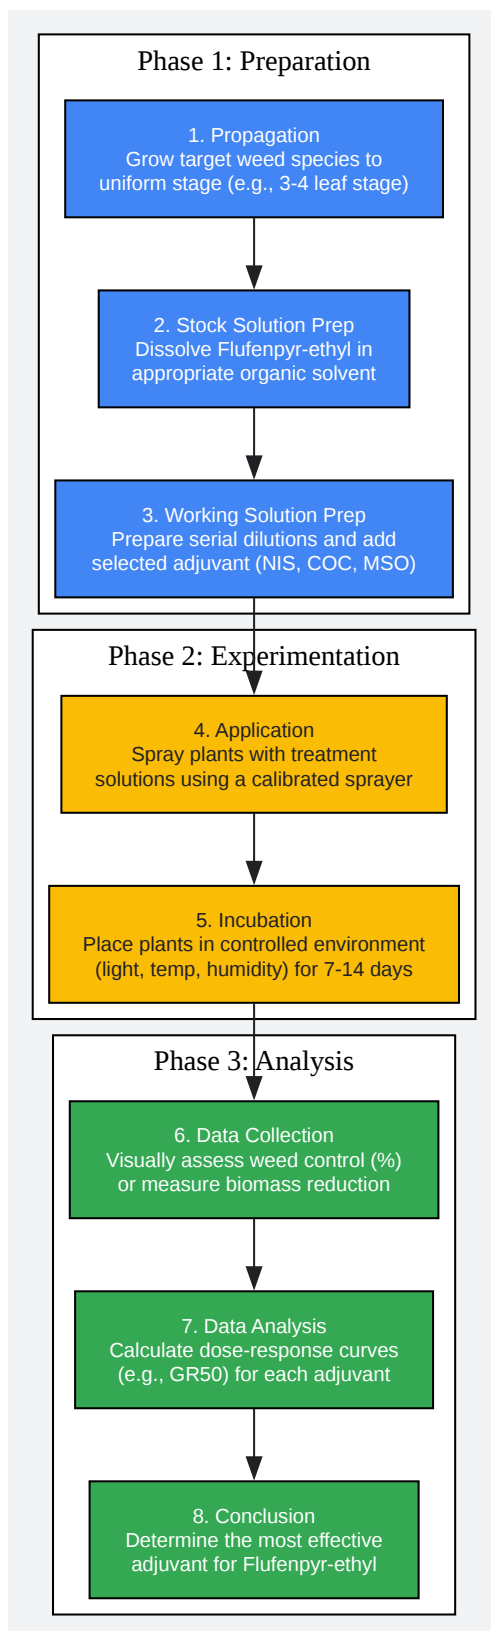 Phase 1: Preparation
1. Propagation
Grow target weed species to
uniform stage (e.g., 3-4 leaf stage)
2. Stock Solution Prep
Dissolve Flufenpyr-ethyl in
appropriate organic solvent
3. Working Solution Prep
Prepare serial dilutions and add
selected adjuvant (NIS, COC, MSO)
Phase 2: Experimentation
4. Application
Spray plants with treatment
solutions using a calibrated sprayer
5. Incubation
Place plants in controlled environment
(light, temp, humidity) for 7-14 days
Phase 3: Analysis
6. Data Collection
Visually assess weed control (%)
or measure biomass reduction
7. Data Analysis
Calculate dose-response curves
(e.g., GR50) for each adjuvant
8. Conclusion
Determine the most effective
adjuvant for Flufenpyr-ethyl